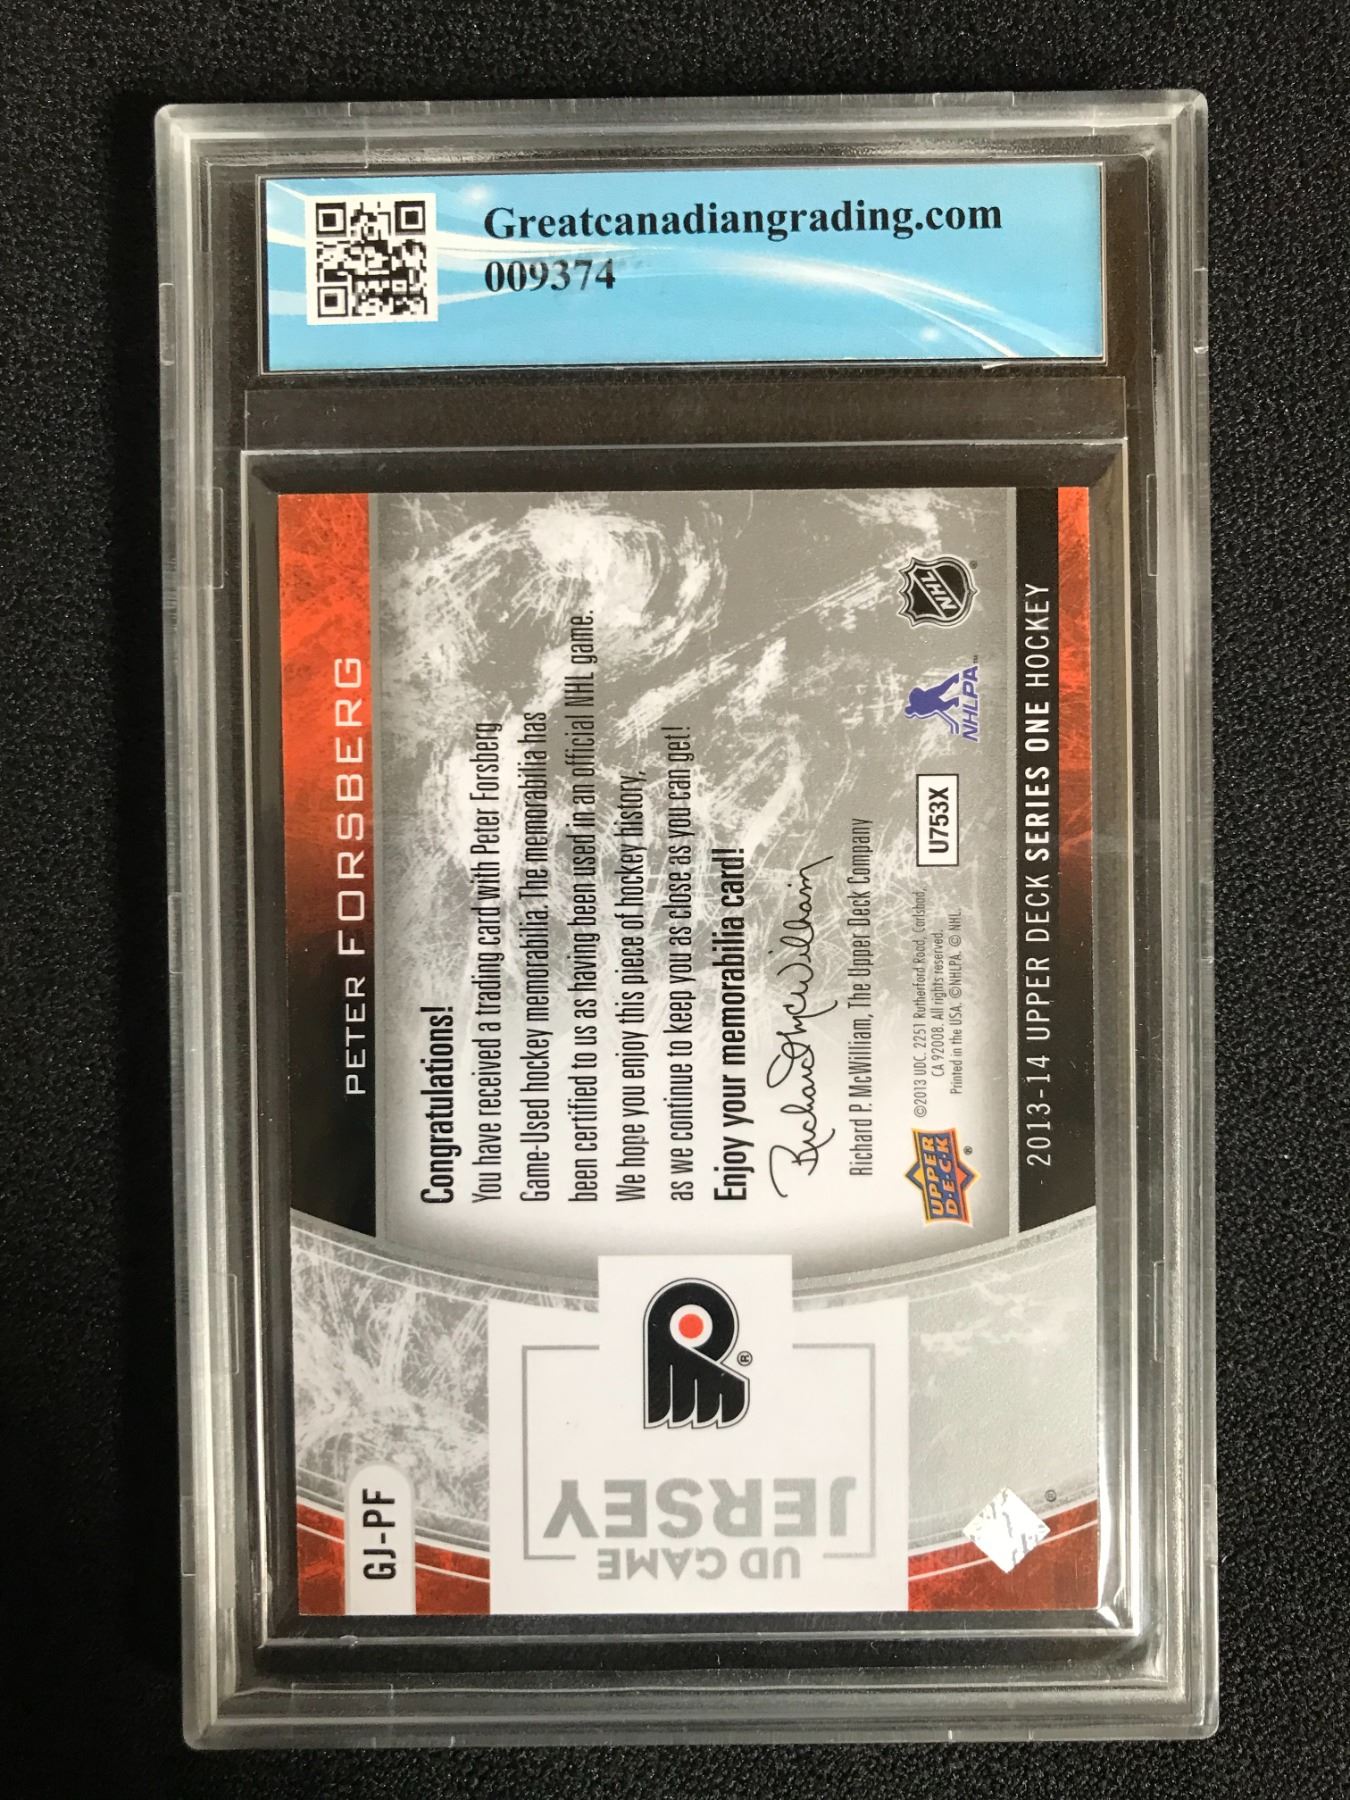 Greatcanadiangrading.com
009374
PETER FORSBERG
Congratulations!
You have received a trading card with Peter Forsberg
Game-Used hockey memorabilia. The memorabilia has
been certified to us as having been used in an official NHL game.
We hope you enjoy this piece of hockey history,
as we continue to keep you as close as you can get!
Enjoy your memorabilia card!
Richard P. McWilliam
Richard P. McWilliam, The Upper Deck Company
UPPER
D·E·C·K
®
©2013 UDC. 2251 Rutherford Road, Carlsbad,
CA 92008. All rights reserved.
Printed in the USA. ©NHLPA. © NHL.
U753X
NHLPA™
NHL
®
2013-14 UPPER DECK SERIES ONE HOCKEY
GJ-PF
UD GAME
JERSEY
®
®